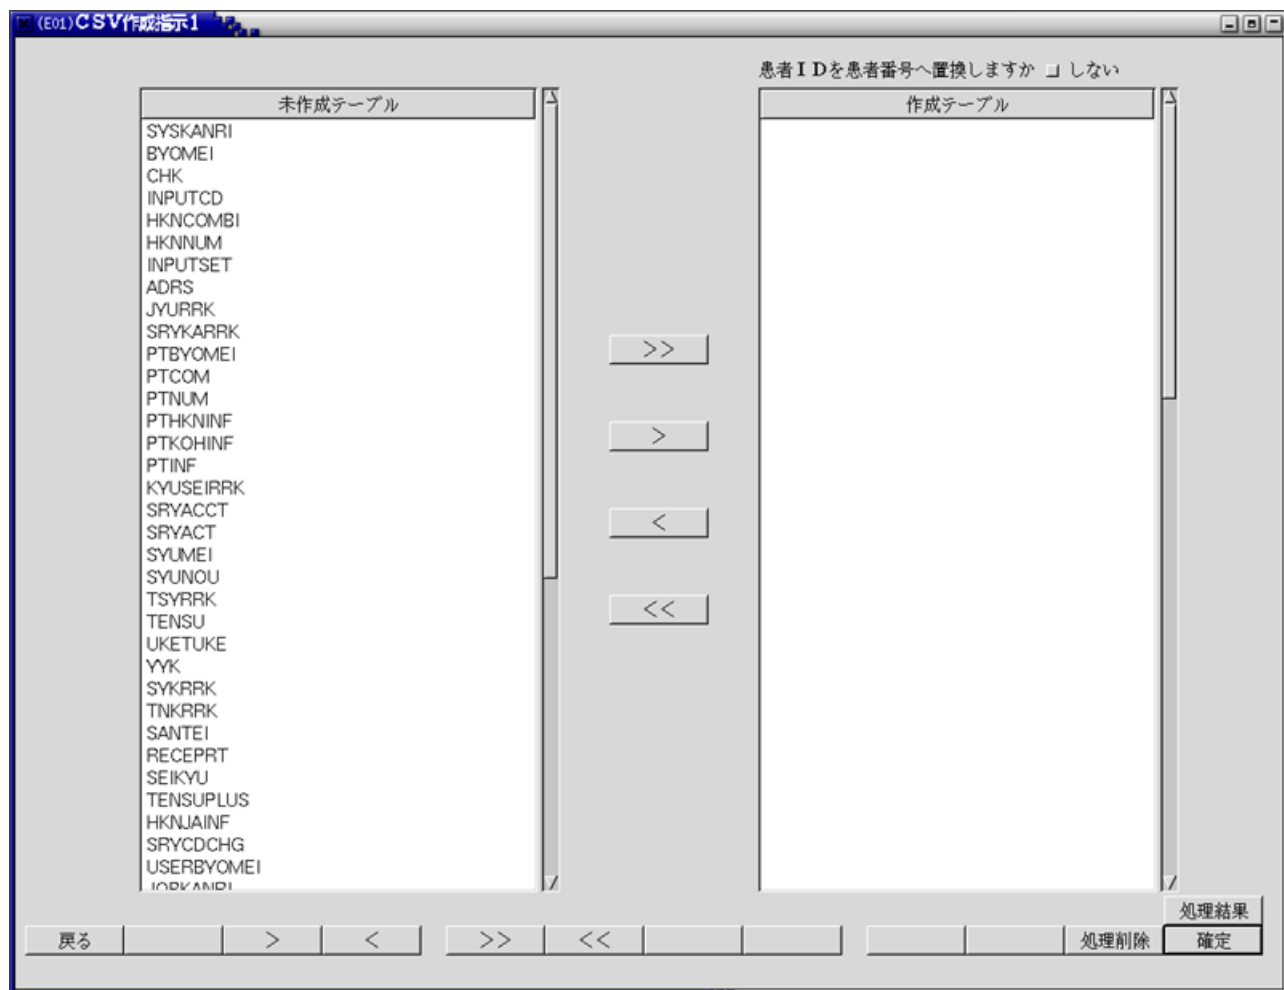 (E01)CSV作成指示1
患者IDを患者番号へ置換しますか しない
未作成テーブル
SYSKANRI
BYOMEI
CHK
INPUTCD
HKNCOMBI
HKNNUM
INPUTSET
ADRS
JYURRK
SRYKARRK
PTBYOMEI
PTCOM
PTNUM
PTHKNINF
PTKOHINF
PTINF
KYUSEIRRK
SRYACCT
SRYACT
SYUMEI
SYUNOU
TSYRRK
TENSU
UKETUKE
YYK
SYKRRK
TNKRRK
SANTEI
RECEPRT
SEIKYU
TENSUPLUS
HKNJAINF
SRYCDCHG
USERBYOMEI
JOBKANRI
>>
>
<
<<
作成テーブル
処理結果
戻る > < >> << 処理削除 確定